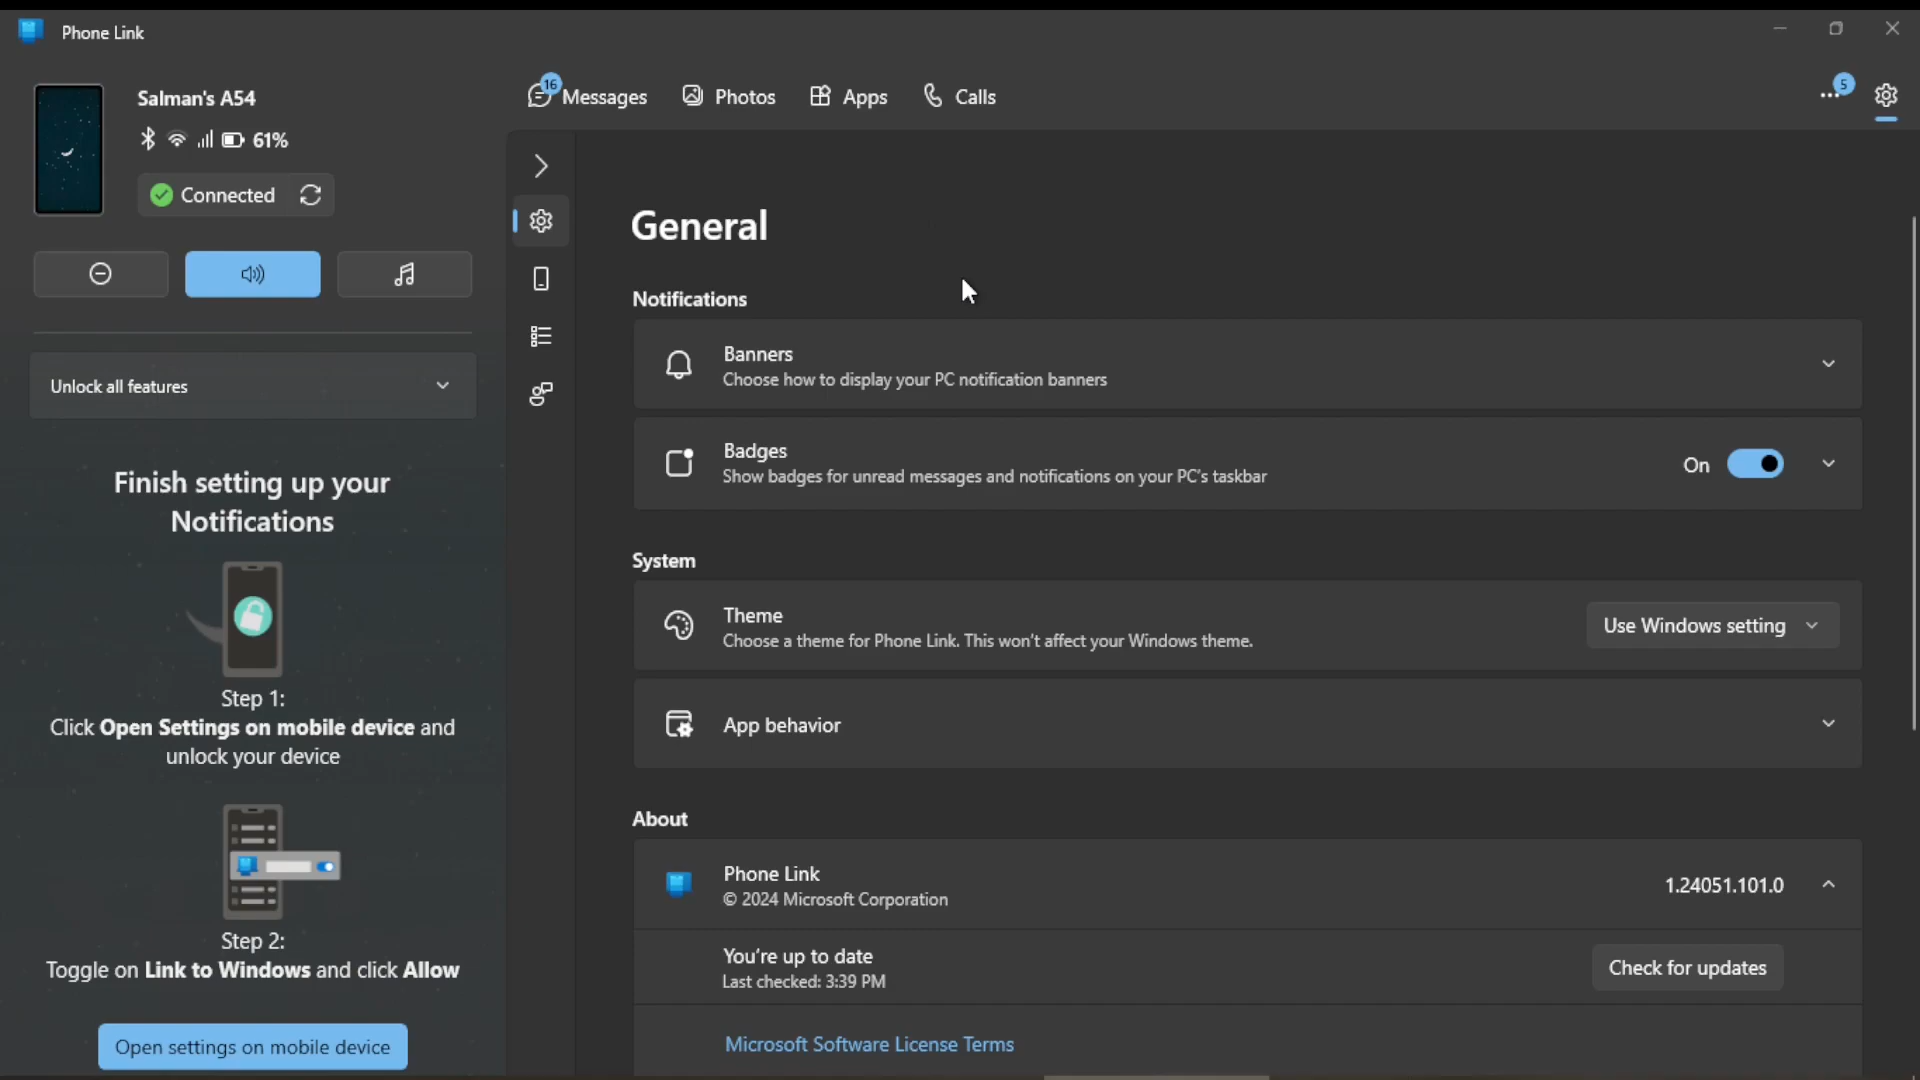 Phone Link
Salman's A54
61%
Connected
Unlock all features
Finish setting up your
Notifications
Step 1:
Click Open Settings on mobile device and
unlock your device
Step 2:
Toggle on Link to Windows and click Allow
Open settings on mobile device
16
Messages
Photos
Apps
Calls
5
General
Notifications
Banners
Choose how to display your PC notification banners
Badges
Show badges for unread messages and notifications on your PC's taskbar
On
System
Theme
Choose a theme for Phone Link. This won't affect your Windows theme.
Use Windows setting
App behavior
About
Phone Link
© 2024 Microsoft Corporation
1.24051.101.0
You're up to date
Last checked: 3:39 PM
Check for updates
Microsoft Software License Terms